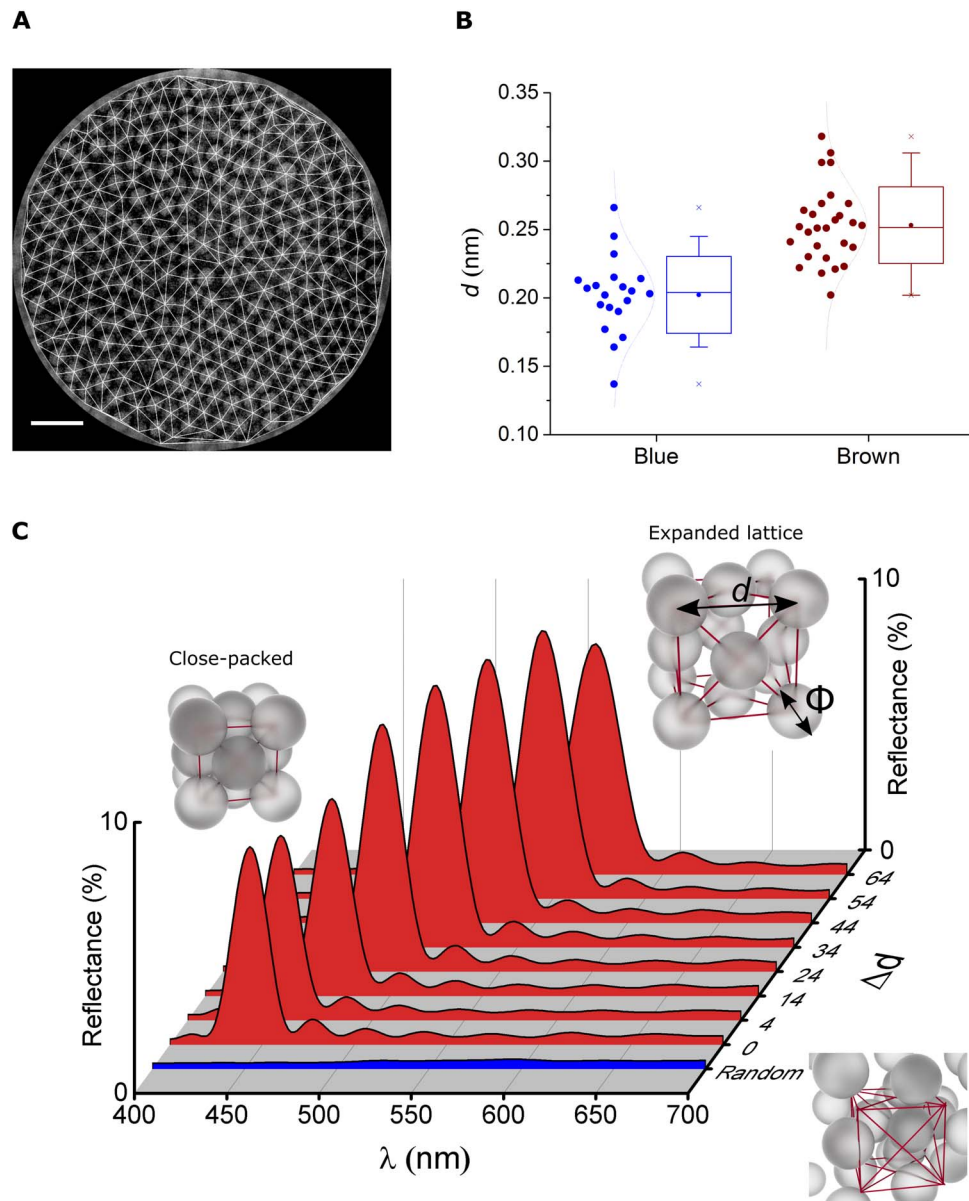 A
B
d (nm)
0.35
0.30
0.25
0.20
0.15
0.10
Blue
Brown
C
Close-packed
Expanded lattice
d
Φ
10
Reflectance (%)
0
10
Reflectance (%)
0
64
54
44
34
24
14
4
0
Random
Δd
400
450
500
550
600
650
700
λ (nm)